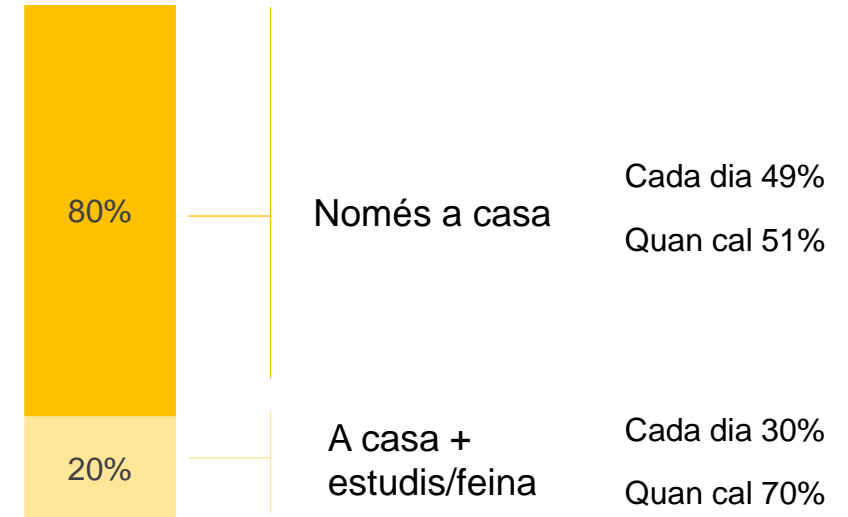 80%
Només a casa
Cada dia 49%
Quan cal 51%
20%
A casa +
estudis/feina
Cada dia 30%
Quan cal 70%